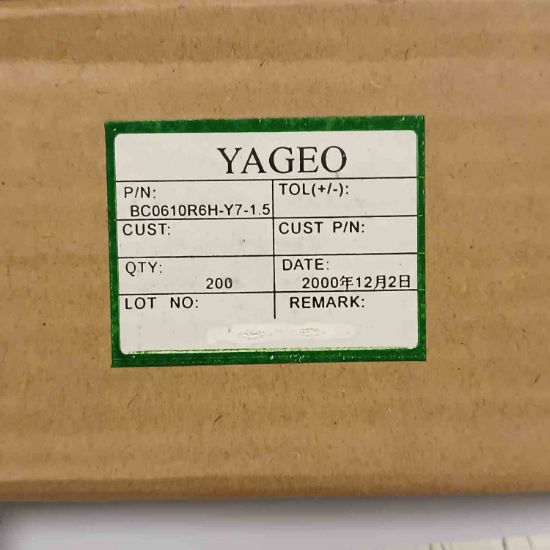 YAGEO
P/N: TOL(+/-):
BC0610R6H-Y7-1.5
CUST: CUST P/N:
QTY: DATE:
200 2000年12月2日
LOT NO: REMARK: